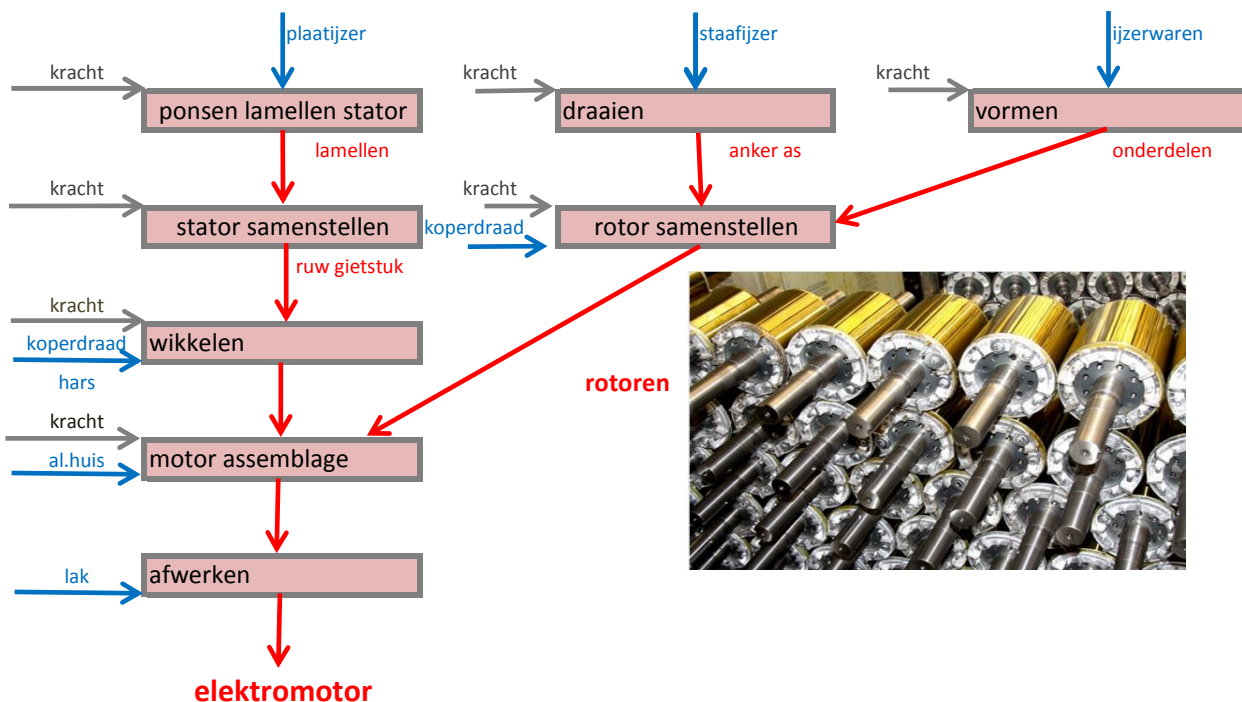 plaatijzer
staafijzer
ijzerwaren
kracht
kracht
kracht
ponsen lamellen stator
draaien
vormen
lamellen
anker as
onderdelen
kracht
kracht
stator samenstellen
koperdraad
rotor samenstellen
ruw gietstuk
kracht
koperdraad
wikkelen
hars
rotoren
kracht
al.huis
motor assemblage
lak
afwerken
elektromotor